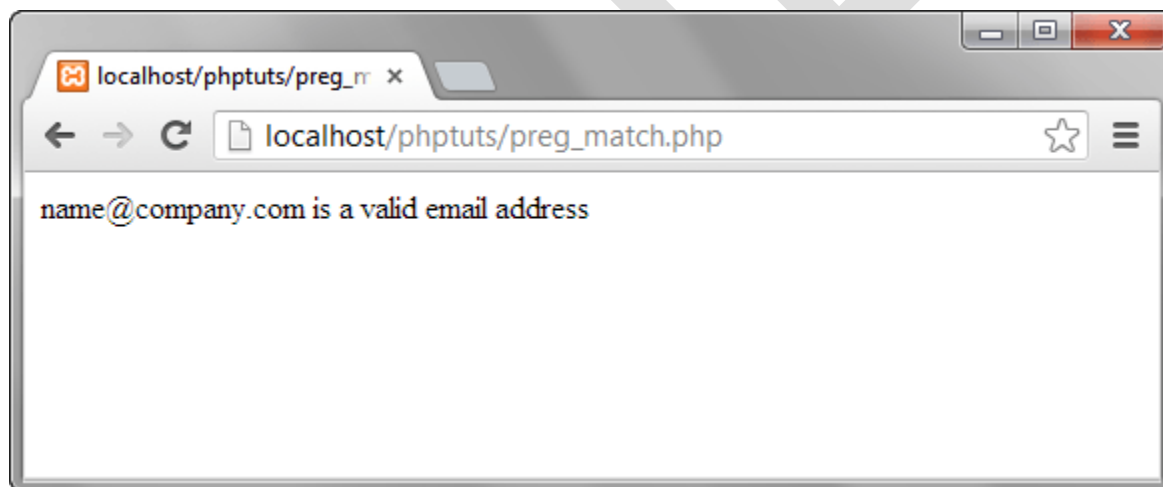 localhost/phptuts/preg_m
localhost/phptuts/preg_match.php
name@company.com is a valid email address